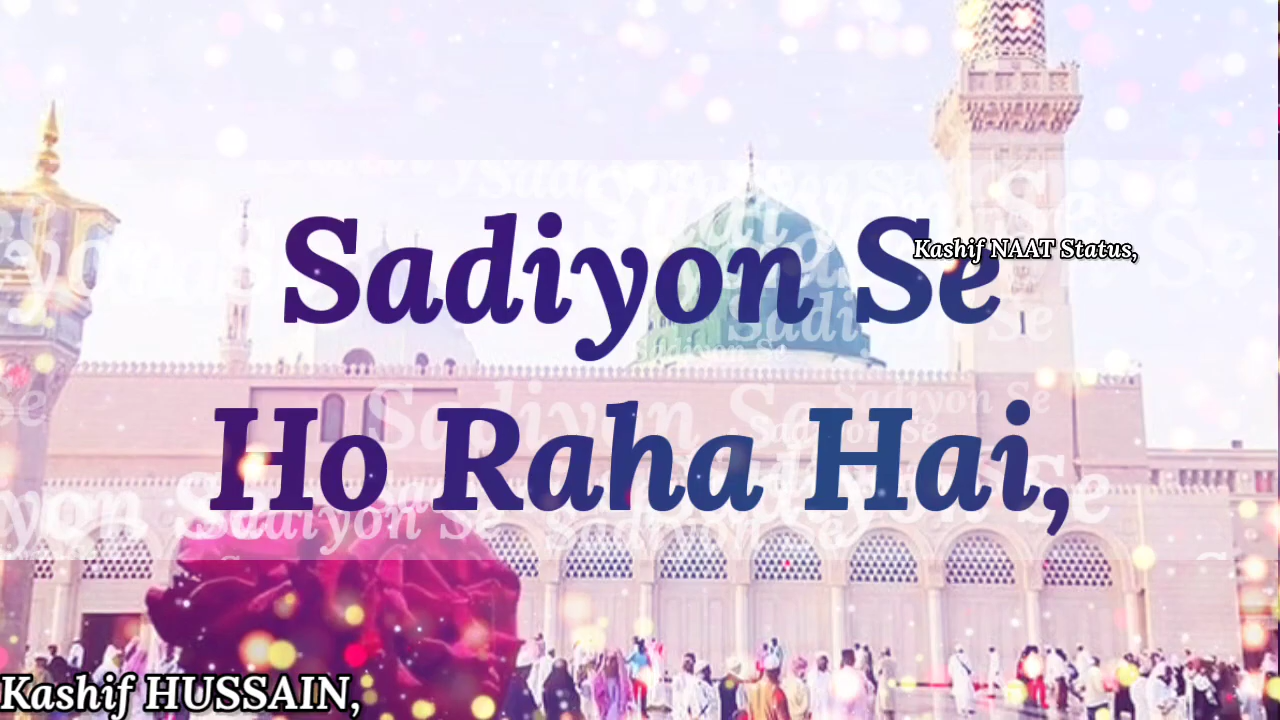 Sadiyon Se
Kashif NAAT Status,
Ho Raha Hai,
Kashif HUSSAIN,